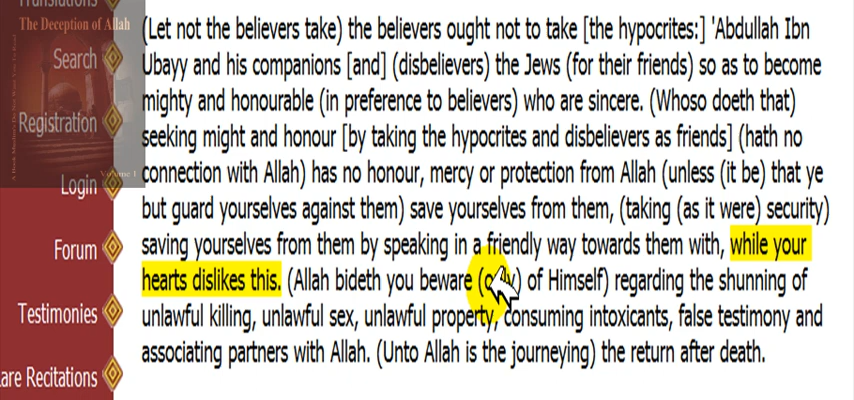 Translations
The Deception of Allah
Search
Registration
Volume 1
Login
Forum
Testimonies
are Recitations
(Let not the believers take) the believers ought not to take [the hypocrites:] 'Abdullah Ibn
Ubayy and his companions [and] (disbelievers) the Jews (for their friends) so as to become
mighty and honourable (in preference to believers) who are sincere. (Whoso doeth that)
seeking might and honour [by taking the hypocrites and disbelievers as friends] (hath no
connection with Allah) has no honour, mercy or protection from Allah (unless (it be) that ye
but guard yourselves against them) save yourselves from them, (taking (as it were) security)
saving yourselves from them by speaking in a friendly way towards them with, while your
hearts dislikes this. (Allah bideth you beware (only) of Himself) regarding the shunning of
unlawful killing, unlawful sex, unlawful property, consuming intoxicants, false testimony and
associating partners with Allah. (Unto Allah is the journeying) the return after death.